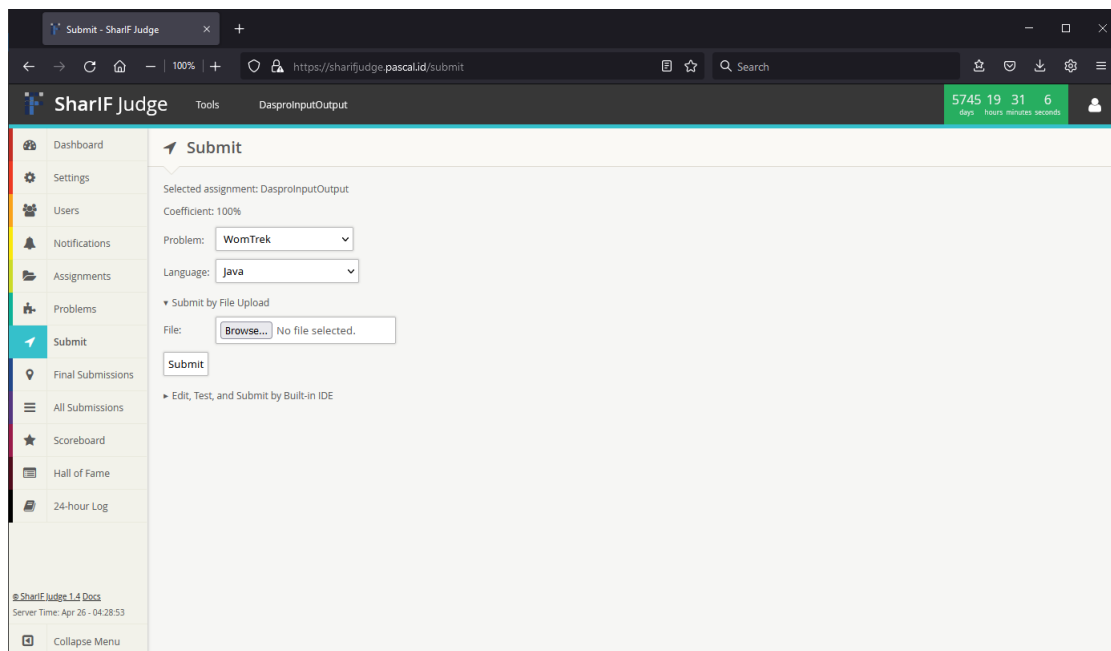 Submit - SharIF Judge
100%
https://sharifjudge.pascal.id/submit
Search
SharIF Judge
Tools
DasproInputOutput
5745 19 31 6
days hours minutes seconds
Dashboard
Settings
Users
Notifications
Assignments
Problems
Submit
Final Submissions
All Submissions
Scoreboard
Hall of Fame
24-hour Log
© SharIF Judge 1.4 Docs
Server Time: Apr 26 - 04:28:53
Collapse Menu
Submit
Selected assignment: DasproInputOutput
Coefficient: 100%
Problem: WomTrek
Language: Java
▾ Submit by File Upload
File: Browse... No file selected.
Submit
▸ Edit, Test, and Submit by Built-in IDE